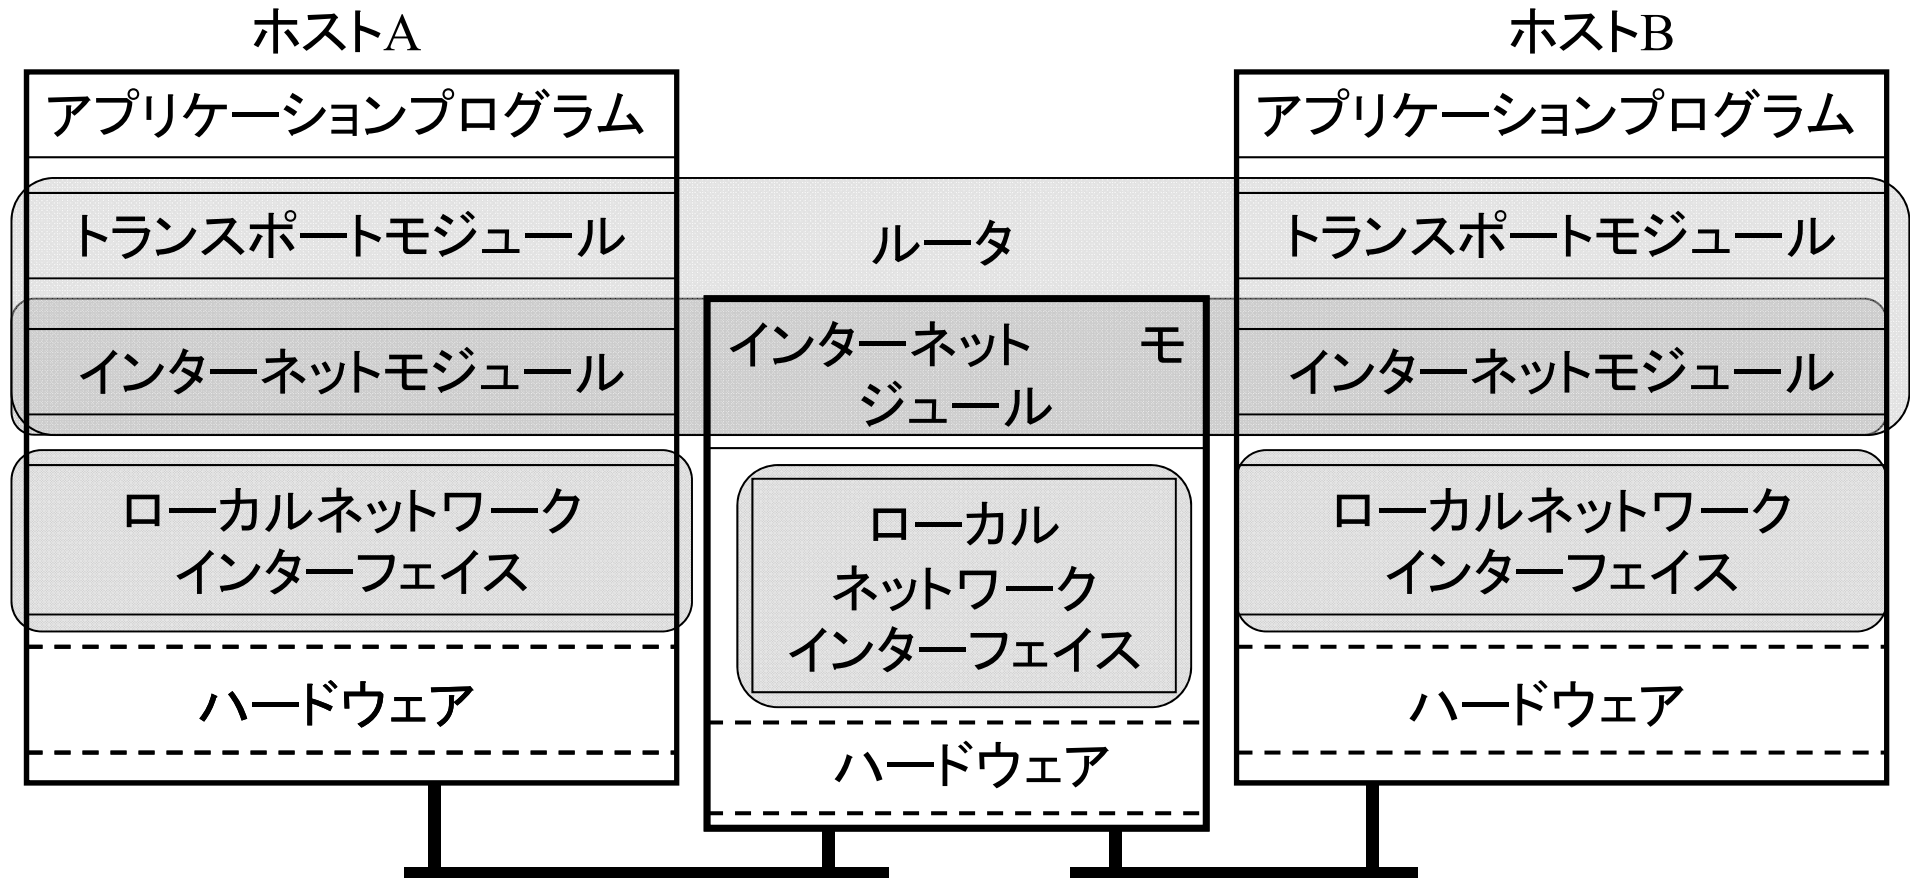 ホストA
アプリケーションプログラム
トランスポートモジュール
インターネットモジュール
ローカルネットワーク
インターフェイス
ハードウェア
ルータ
インターネット モ
ジュール
ローカル
ネットワーク
インターフェイス
ハードウェア
ホストB
アプリケーションプログラム
トランスポートモジュール
インターネットモジュール
ローカルネットワーク
インターフェイス
ハードウェア